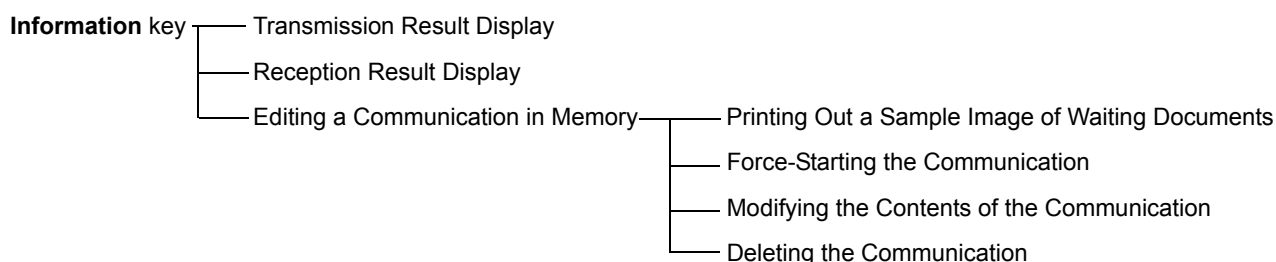 Information key
Transmission Result Display
Reception Result Display
Editing a Communication in Memory
Printing Out a Sample Image of Waiting Documents
Force-Starting the Communication
Modifying the Contents of the Communication
Deleting the Communication